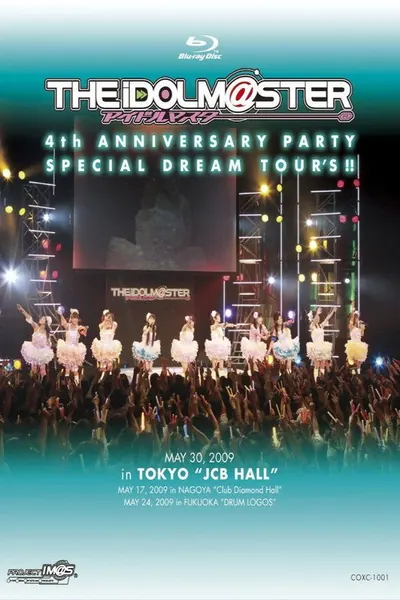 Blu-ray Disc
THE iDOLM@STER
アイドルマスター
4th ANNIVERSARY PARTY
SPECIAL DREAM TOUR'S!!
THE iDOLM@STER
MAY 30, 2009
in TOKYO “JCB HALL”
MAY 17, 2009 in NAGOYA “Club Diamond Hall”
MAY 24, 2009 in FUKUOKA “DRUM LOGOS”
PROJECT IM@S
COXC-1001